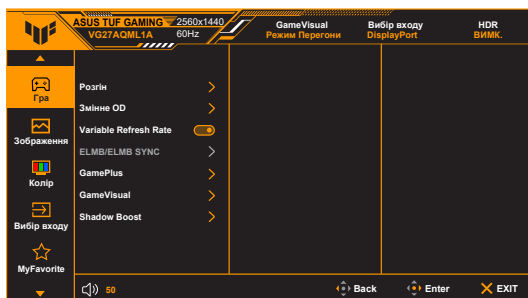 ASUS TUF GAMING
VG27AQML1A
2560x1440
60Hz
GameVisual
Режим Перегони
Вибір входу
DisplayPort
HDR
ВИМК.
Гра
Зображення
Колір
Вибір входу
MyFavorite
Розгін
Змінне OD
Variable Refresh Rate
ELMB/ELMB SYNC
GamePlus
GameVisual
Shadow Boost
50
Back
Enter
EXIT